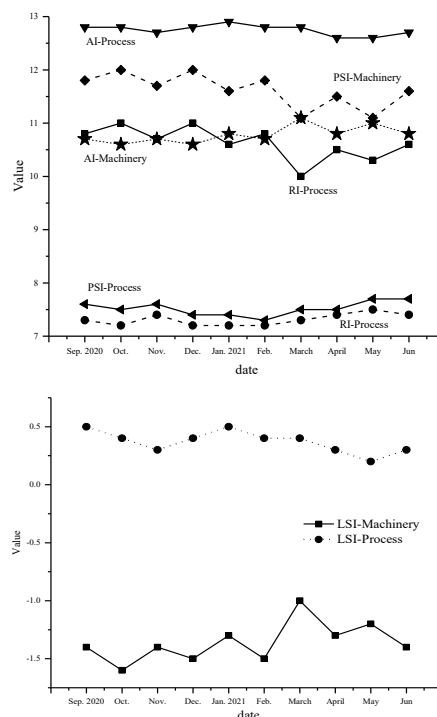 13
12
11
10
9
8
7
Value
AI-Process
PSI-Machinery
AI-Machinery
RI-Process
PSI-Process
RI-Process
Sep. 2020 Oct. Nov. Dec. Jan. 2021 Feb. March April May Jun
date
0.5
0.0
-0.5
-1.0
-1.5
Value
LSI-Machinery
LSI-Process
Sep. 2020 Oct. Nov. Dec. Jan. 2021 Feb. March April May Jun
date